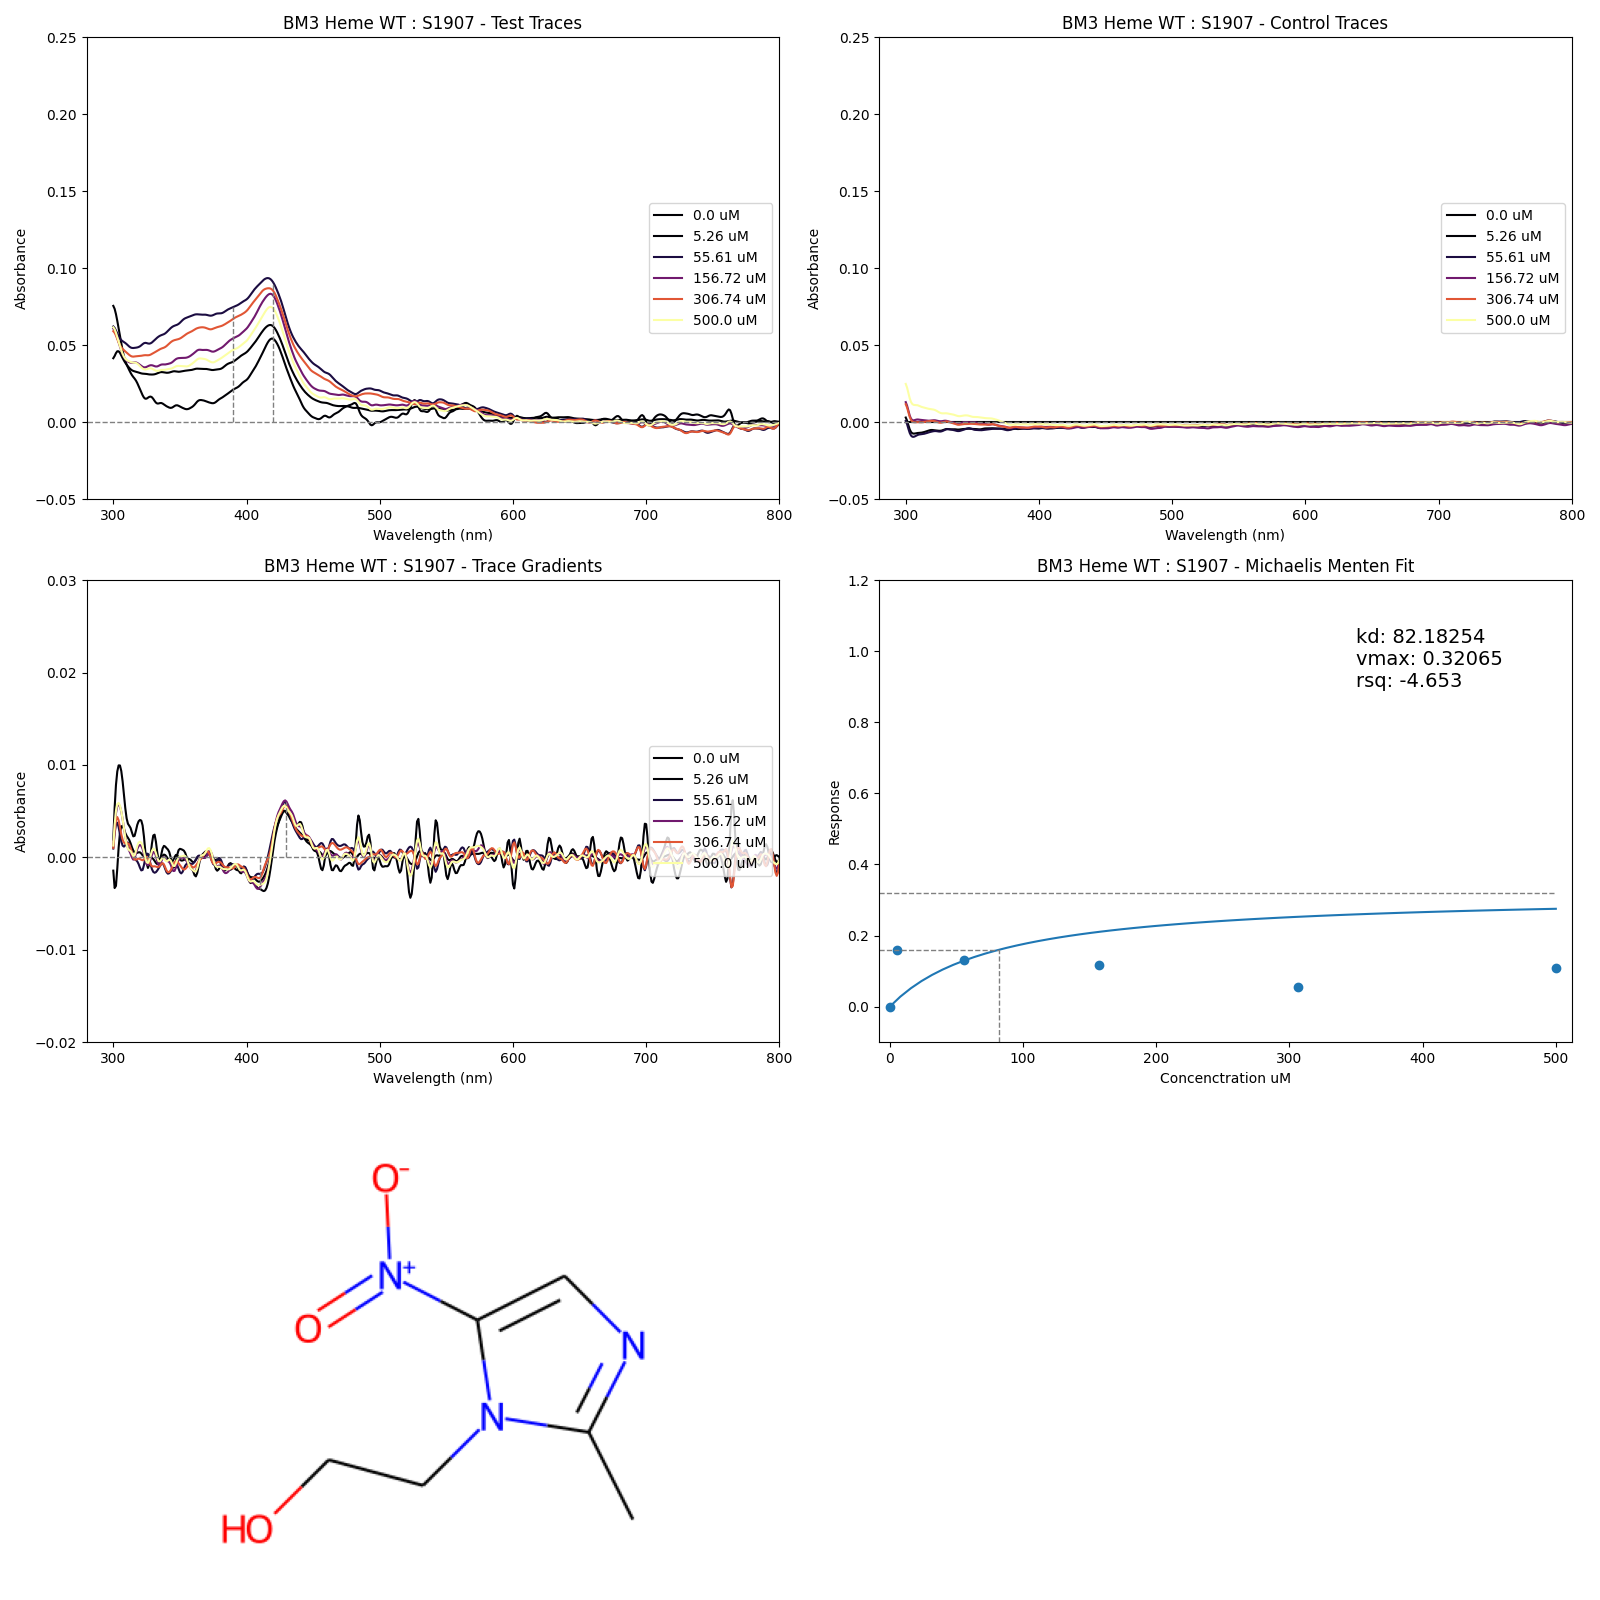 BM3 Heme WT : S1907 - Test Traces
0.25
0.20
0.15
0.10
0.05
0.00
−0.05
Absorbance
300 400 500 600 700 800
Wavelength (nm)
0.0 uM
5.26 uM
55.61 uM
156.72 uM
306.74 uM
500.0 uM
BM3 Heme WT : S1907 - Control Traces
0.25
0.20
0.15
0.10
0.05
0.00
−0.05
Absorbance
300 400 500 600 700 800
Wavelength (nm)
0.0 uM
5.26 uM
55.61 uM
156.72 uM
306.74 uM
500.0 uM
BM3 Heme WT : S1907 - Trace Gradients
0.03
0.02
0.01
0.00
−0.01
−0.02
Absorbance
300 400 500 600 700 800
Wavelength (nm)
0.0 uM
5.26 uM
55.61 uM
156.72 uM
306.74 uM
500.0 uM
BM3 Heme WT : S1907 - Michaelis Menten Fit
1.2
1.0
0.8
0.6
0.4
0.2
0.0
Response
0 100 200 300 400 500
Concenctration uM
kd: 82.18254
vmax: 0.32065
rsq: -4.653
O−
N+
O
N
N
HO